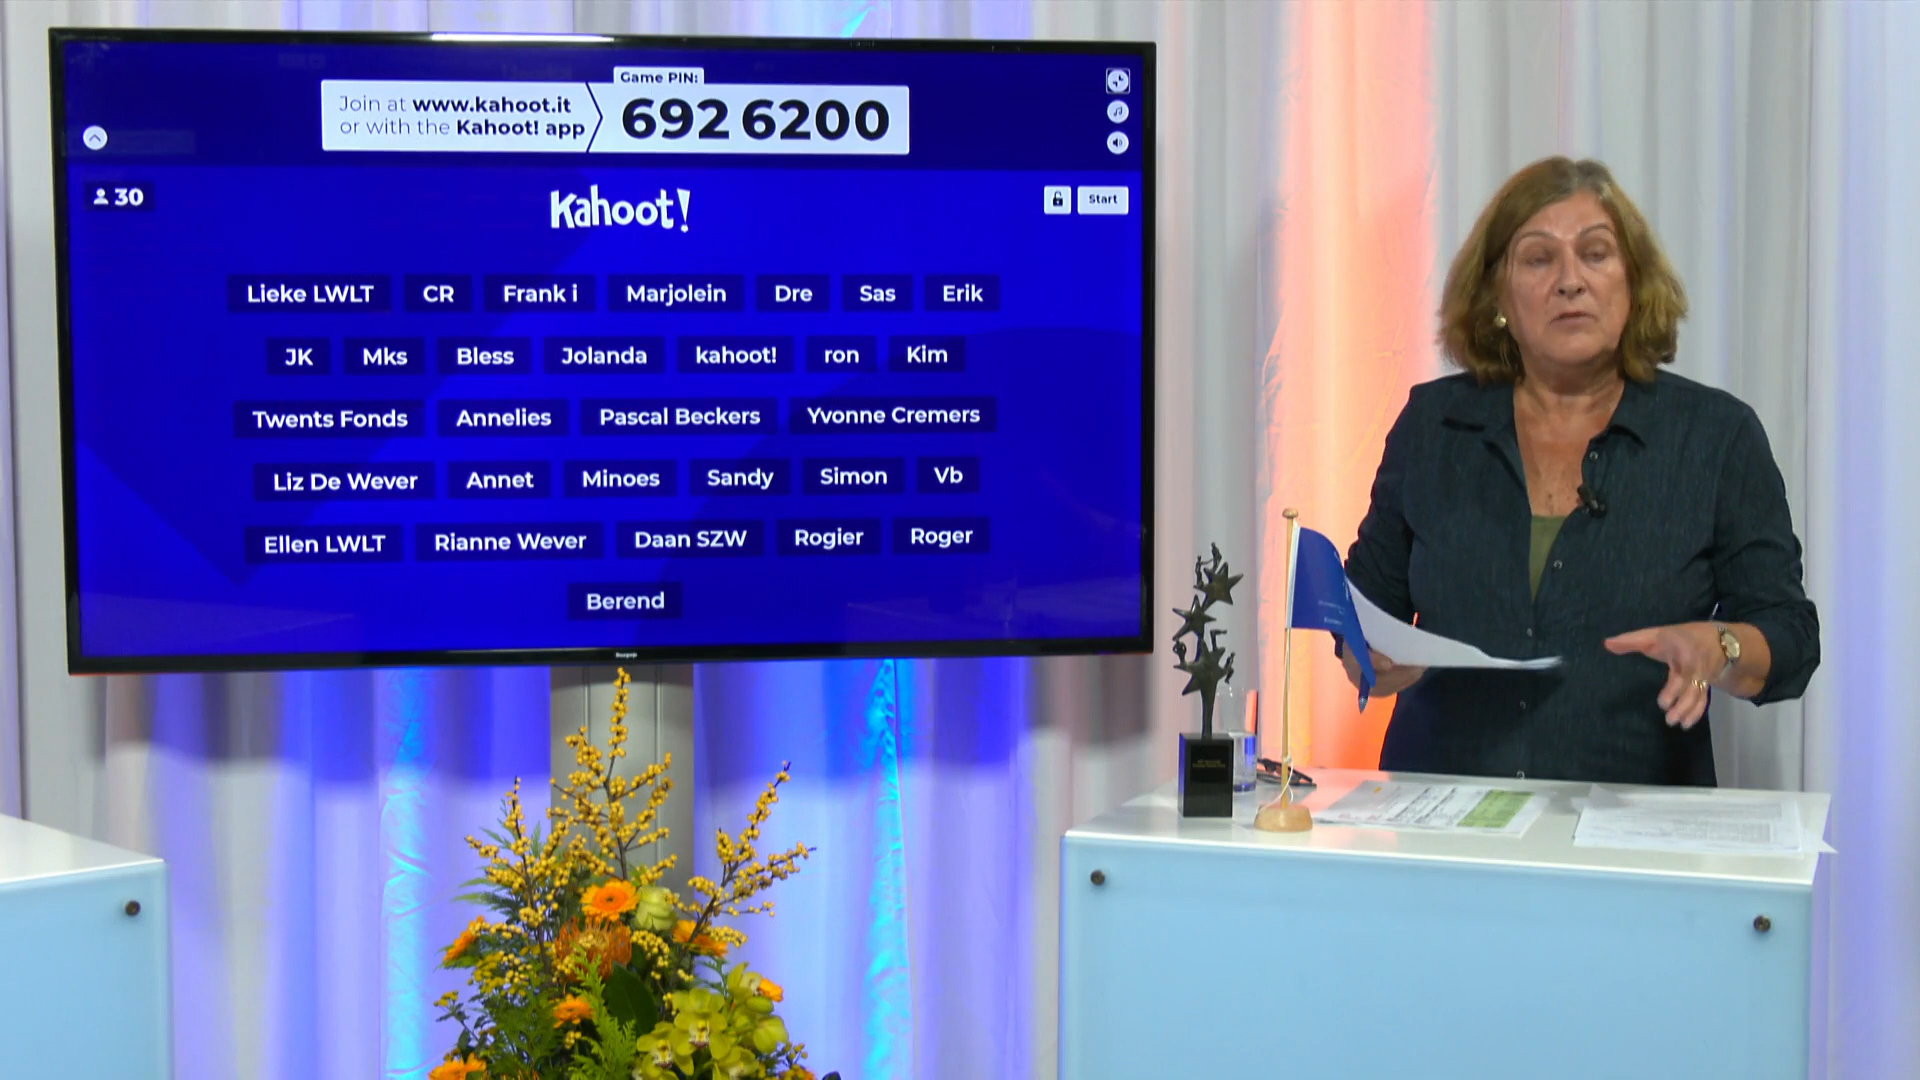 Game PIN:
Join at www.kahoot.it
or with the Kahoot! app
692 6200
30
Kahoot!
Start
Lieke LWLT CR Frank i Marjolein Dre Sas Erik
JK Mks Bless Jolanda kahoot! ron Kim
Twents Fonds Annelies Pascal Beckers Yvonne Cremers
Liz De Wever Annet Minoes Sandy Simon Vb
Ellen LWLT Rianne Wever Daan SZW Rogier Roger
Berend